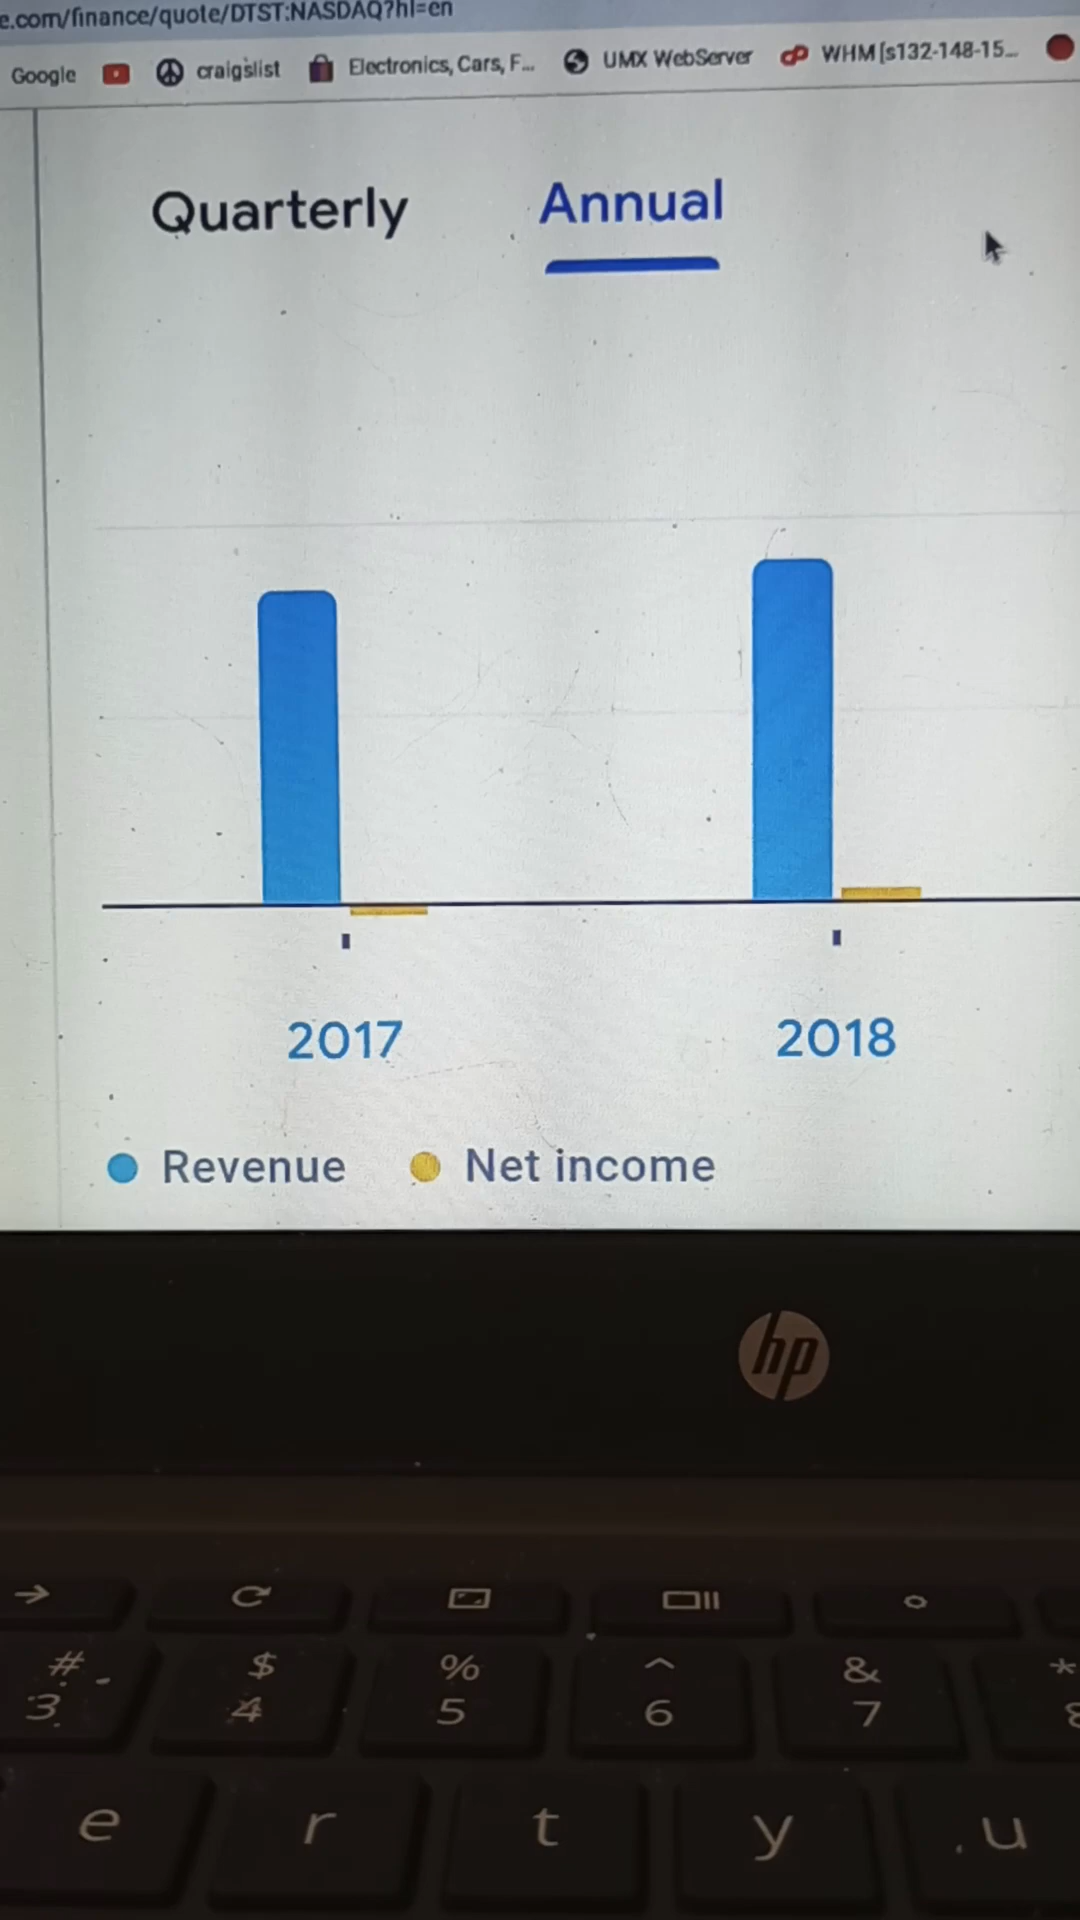 e.com/finance/quote/DTST:NASDAQ?hl=en
Google craigslist Electronics, Cars, F... UMX WebServer WHM [s132-148-15...
Quarterly Annual
2017 2018
Revenue Net income
hp
# $ % ^ & *
3 4 5 6 7 8
e r t y u